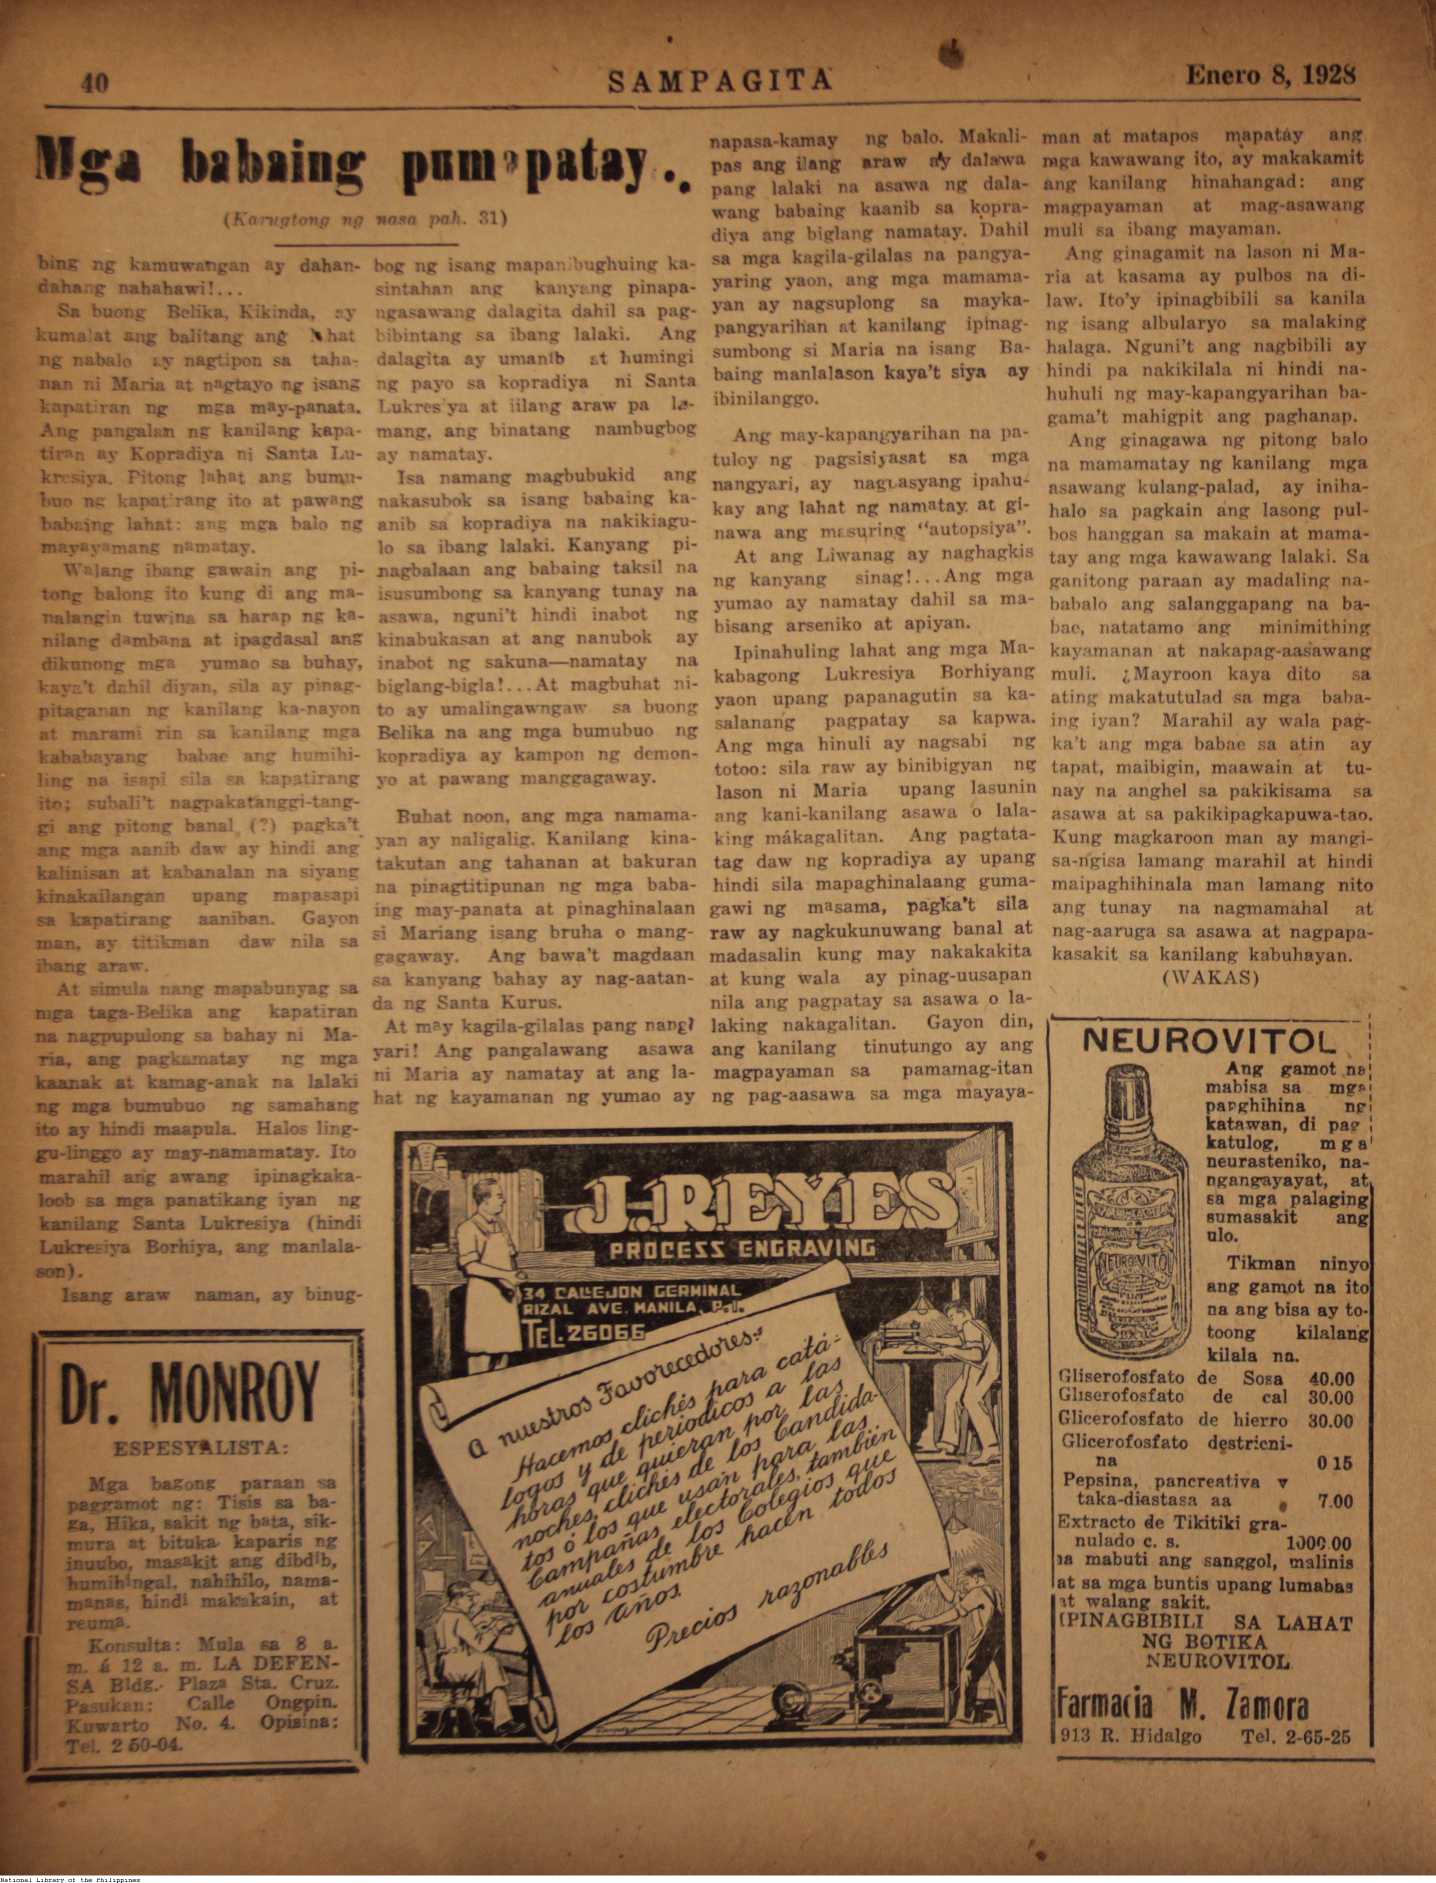 40
SAMPAGITA
Enero 8, 1928
Mga babaing pumapatay..
(Karugtong ng nasa pah. 31)
bing ng kamuwangan ay dahan-
dahang nahahawi!...
Sa buong Belika, Kikinda, ay
kumalat ang balitang ang lahat
ng nabalo ay nagtipon sa taha-
nan ni Maria at nagtayo ng isang
kapatiran ng mga may-panata.
Ang pangalan ng kanilang kapa-
tiran ay Kopradiya ni Santa Lu-
kresiya. Pitong lahat ang bumu-
buo ng kapatirang ito at pawang
babaing lahat: ang mga balo ng
mayayamang namatay.
Walang ibang gawain ang pi-
tong balong ito kung di ang ma-
nalangin tuwina sa harap ng ka-
nilang dambana at ipagdasal ang
dikunong mga yumao sa buhay,
kaya't dahil diyan, sila ay pinag-
pitaganan ng kanilang ka-nayon
at marami rin sa kanilang mga
kababayang babae ang humihi-
ling na isapi sila sa kapatirang
ito; subali't nagpakatanggi-tang-
gi ang pitong banal (?) pagka't
ang mga aanib daw ay hindi ang
kalinisan at kabanalan na siyang
kinakailangan upang mapasapi
sa kapatirang aaniban. Gayon
man, ay titikman daw nila sa
ibang araw.
At simula nang mapabunyag sa
mga taga-Belika ang kapatiran
na nagpupulong sa bahay ni Ma-
ria, ang pagkamatay ng mga
kaanak at kamag-anak na lalaki
ng mga bumubuo ng samahang
ito ay hindi maapula. Halos ling-
gu-linggo ay may-namamatay. Ito
marahil ang awang ipinagkaka-
loob sa mga panatikang iyan ng
kanilang Santa Lukresiya (hindi
Lukresiya Borhiya, ang manlala-
son).
Isang araw naman, ay binug-
bog ng isang mapanibughuing ka-
sintahan ang kanyang pinapa-
ngasawang dalagita dahil sa pag-
bibintang sa ibang lalaki. Ang
dalagita ay umanib at humingi
ng payo sa kopradiya ni Santa
Lukresiya at iilang araw pa la-
mang, ang binatang nambugbog
ay namatay.
Isa namang magbubukid ang
nakasubok sa isang babaing ka-
anib sa kopradiya na nakikiagu-
lo sa ibang lalaki. Kanyang pi-
nagbalaan ang babaing taksil na
isusumbong sa kanyang tunay na
asawa, nguni't hindi inabot ng
kinabukasan at ang nanubok ay
inabot ng sakuna—namatay na
biglang-bigla!...At magbuhat ni-
to ay umalingawngaw sa buong
Belika na ang mga bumubuo ng
kopradiya ay kampon ng demon-
yo at pawang manggagaway.
Buhat noon, ang mga namama-
yan ay naligalig. Kanilang kina-
takutan ang tahanan at bakuran
na pinagtitipunan ng mga baba-
ing may-panata at pinaghinalaan
si Mariang isang bruha o mang-
gagaway. Ang bawa't magdaan
sa kanyang bahay ay nag-aatan-
da ng Santa Kurus.
At may kagila-gilalas pang nang
yari! Ang pangalawang asawa
ni Maria ay namatay at ang la-
hat ng kayamanan ng yumao ay
napasa-kamay ng balo. Makali-
pas ang ilang araw ay dalawa
pang lalaki na asawa ng dala-
wang babaing kaanib sa kopra-
diya ang biglang namatay. Dahil
sa mga kagila-gilalas na pangya-
yaring yaon, ang mga mamama-
yan ay nagsuplong sa mayka-
pangyarihan at kanilang ipinag-
sumbong si Maria na isang Ba-
baing manlalason kaya't siya ay
ibinilanggo.
Ang may-kapangyarihan na pa-
tuloy ng pagsisiyasat sa mga
nangyari, ay nagtasyang ipahu-
kay ang lahat ng namatay at gi-
nawa ang masuring "autopsiya".
At ang Liwanag ay naghagkis
ng kanyang sinag!...Ang mga
yumao ay namatay dahil sa ma-
bisang arseniko at apiyan.
Ipinahuling lahat ang mga Ma-
kabagong Lukresiya Borhiyang
yaon upang papanagutin sa ka-
salanang pagpatay sa kapwa.
Ang mga hinuli ay nagsabi ng
totoo: sila raw ay binibigyan ng
lason ni Maria upang lasunin
ang kani-kanilang asawa o lala-
king mákagalitan. Ang pagtata-
tag daw ng kopradiya ay upang
hindi sila mapaghinalaang guma-
gawi ng masama, pagka't sila
raw ay nagkukunuwang banal at
madasalin kung may nakakakita
at kung wala ay pinag-uusapan
nila ang pagpatay sa asawa o la-
laking nakagalitan. Gayon din,
ang kanilang tinutungo ay ang
magpayaman sa pamamag-itan
ng pag-aasawa sa mga mayaya-
man at matapos mapatáy ang
mga kawawang ito, ay makakamit
ang kanilang hinahangad: ang
magpayaman at mag-asawang
muli sa ibang mayaman.
Ang ginagamit na lason ni Ma-
ria at kasama ay pulbos na di-
law. Ito'y ipinagbibili sa kanila
ng isang albularyo sa malaking
halaga. Nguni't ang nagbibili ay
hindi pa nakikilala ni hindi na-
huhuli ng may-kapangyarihan ba-
gama't mahigpit ang paghanap.
Ang ginagawa ng pitong balo
na mamamatay ng kanilang mga
asawang kulang-palad, ay iniha-
halo sa pagkain ang lasong pul-
bos hanggan sa makain at mama-
tay ang mga kawawang lalaki. Sa
ganitong paraan ay madaling na-
babalo ang salanggapang na ba-
bae, natatamo ang minimithing
kayamanan at nakapag-aasawang
muli. ¿Mayroon kaya dito sa
ating makatutulad sa mga baba-
ing iyan? Marahil ay wala pag-
ka't ang mga babae sa atin ay
tapat, maibigin, maawain at tu-
nay na anghel sa pakikisama sa
asawa at sa pakikipagkapuwa-tao.
Kung magkaroon man ay mangi-
sa-ngisa lamang marahil at hindi
maipaghihinala man lamang nito
ang tunay na nagmamahal at
nag-aaruga sa asawa at nagpapa-
kasakit sa kanilang kabuhayan.
(WAKAS)
Dr. MONROY
ESPESYALISTA:
Mga bagong paraan sa
paggamot ng: Tisis sa ba-
ga, Hika, sakit ng bata, sik-
mura at bituka kaparis ng
inuubo, masakit ang dibdib,
humihingal, nahihilo, nama-
manas, hindi makakain, at
reuma.
Konsulta: Mula sa 8 a.
m. á 12 a. m. LA DEFEN-
SA Bldg. Plaza Sta. Cruz.
Pasukan: Calle Ongpin.
Kuwarto No. 4. Opisina:
Tel. 2 50-04.
J. REYES
PROCESS ENGRAVING
34 CALLEJON GERMINAL
RIZAL AVE. MANILA, P.I.
TEL. 26066
A nuestros Favorecedores:
Hacemos clichés para catá-
logos y de periodicos a las
horas que quieran por las
noches, clichés de los Candida-
tos ó los que usan para las
Campañas electorales, también
anuales de los Colegios que
por costumbre hacen todos
los años.
Precios razonables
NEUROVITOL
Ang gamot na
mabisa sa mga
panghihina ng
katawan, di pag
katulog, mga
neurasteniko, na-
ngangayayat, at
sa mga palaging
sumasakit ang
ulo.
Tikman ninyo
ang gamot na ito
na ang bisa ay to-
toong kilalang
kilala na.
NEUROVITOL
Gliserofosfato de Sosa 40.00
Gliserofosfato de cal 30.00
Glicerofosfato de hierro 30.00
Glicerofosfato destricni-
na 0 15
Pepsina, pancreativa v
taka-diastasa aa 7.00
Extracto de Tikitiki gra-
nulado c. s. 1000.00
sa mabuti ang sanggol, malinis
at sa mga buntis upang lumabas
at walang sakit.
IPINAGBIBILI SA LAHAT
NG BOTIKA
NEUROVITOL
Farmacia M. Zamora
913 R. Hidalgo Tel. 2-65-25
National Library of the Philippines